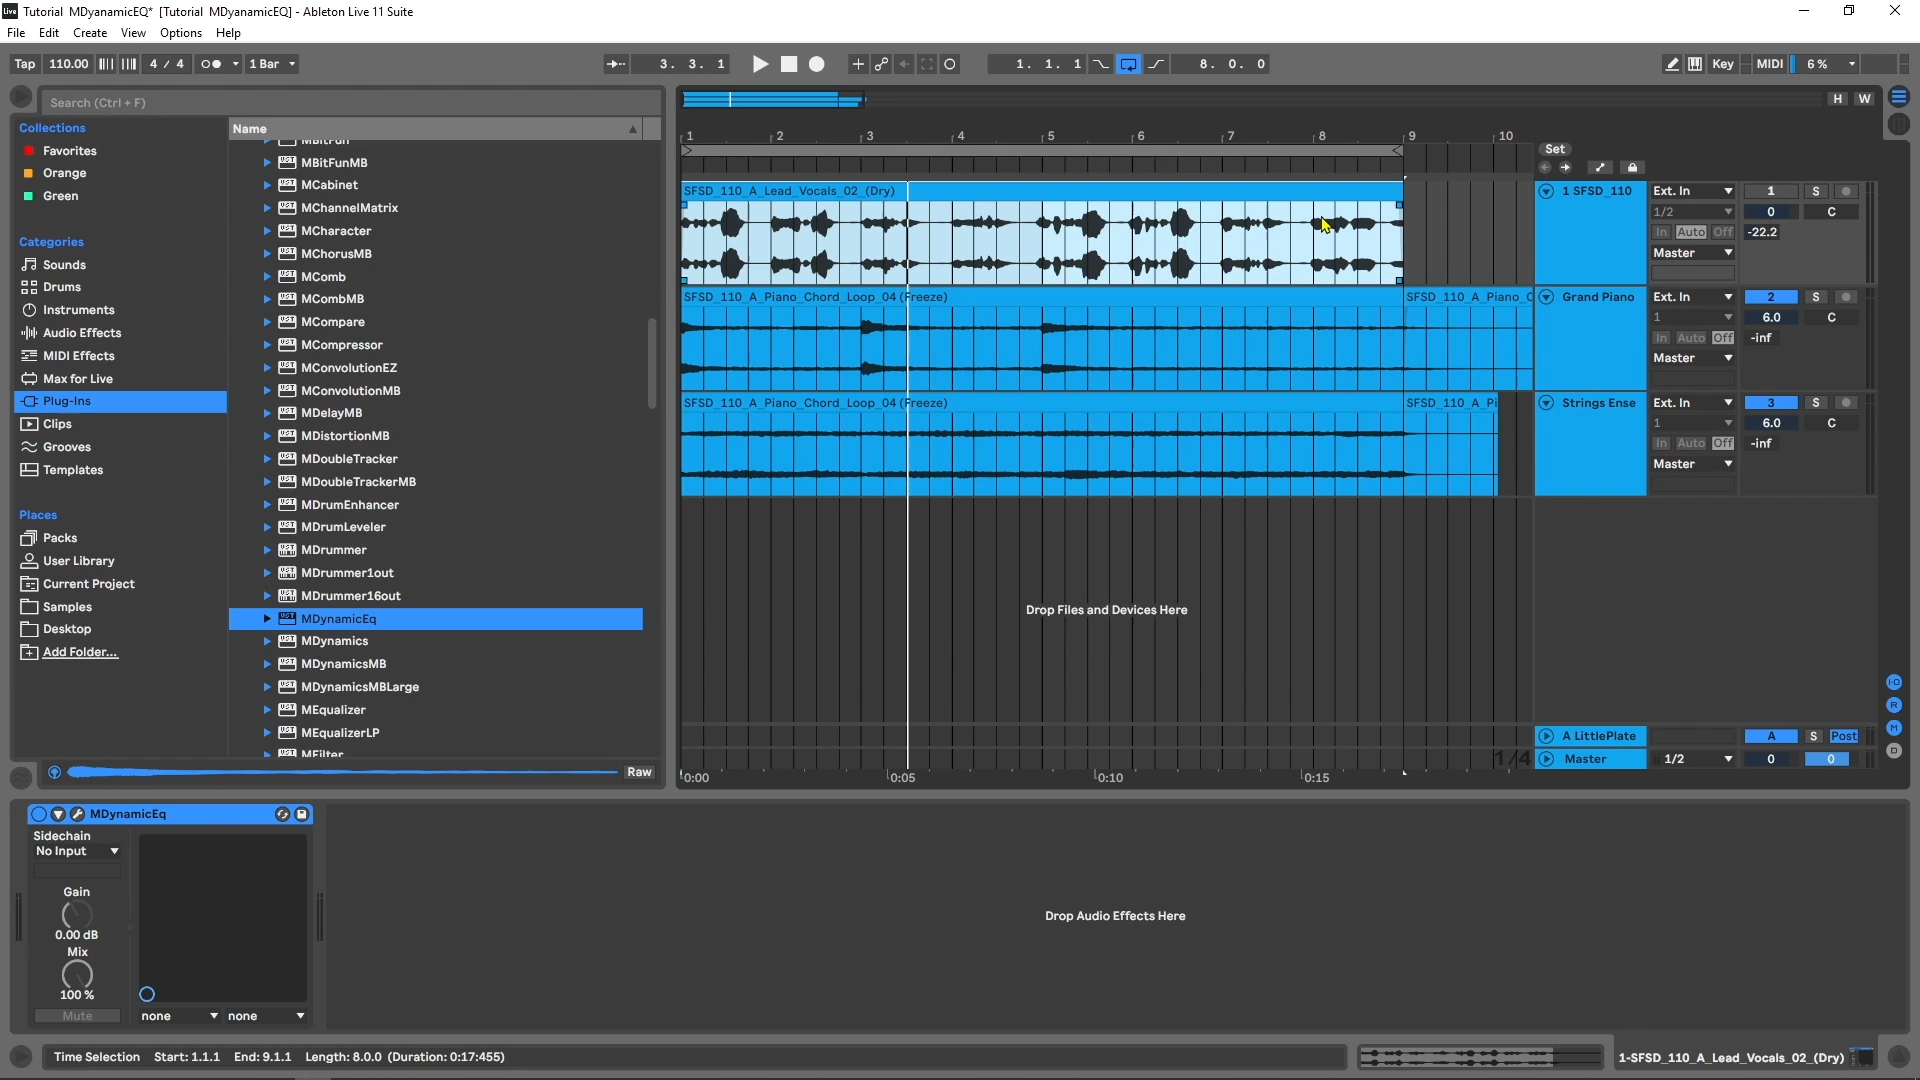 Live Tutorial MDyanamicEQ* [Tutorial MDyanamicEQ] - Ableton Live 11 Suite
File Edit Create View Options Help
Tap 110.00 4 / 4 1 Bar 3. 3. 1 1. 1. 1 8. 0. 0 Key MIDI 6 %
Search (Ctrl + F)
H W
Collections
Favorites
Orange
Green
Categories
Sounds
Drums
Instruments
Audio Effects
MIDI Effects
Max for Live
Plug-Ins
Clips
Grooves
Templates
Places
Packs
User Library
Current Project
Samples
Desktop
Add Folder...
Name
MBitFun
MBitFunMB
MCabinet
MChannelMatrix
MCharacter
MChorusMB
MComb
MCombMB
MCompare
MCompressor
MConvolutionEZ
MConvolutionMB
MDelayMB
MDistortionMB
MDoubleTracker
MDoubleTrackerMB
MDrumEnhancer
MDrumLeveler
MDrummer
MDrummer1out
MDrummer16out
MDynamicEq
MDynamics
MDynamicsMB
MDynamicsMBLarge
MEqualizer
MEqualizerLP
MFilter
Raw
1 2 3 4 5 6 7 8 9 10
Set
SFSD_110_A_Lead_Vocals_02_(Dry)
1 SFSD_110 Ext. In 1 S
1/2 0 C
In Auto Off -22.2
Master
SFSD_110_A_Piano_Chord_Loop_04 (Freeze) SFSD_110_A_Piano_C
Grand Piano Ext. In 2 S
1 6.0 C
In Auto Off -inf
Master
SFSD_110_A_Piano_Chord_Loop_04 (Freeze) SFSD_110_A_Pi
Strings Ense Ext. In 3 S
1 6.0 C
In Auto Off -inf
Master
Drop Files and Devices Here
I·O
R
M
D
A LittlePlate A S Post
1/4 Master 1/2 0 0
0:00 0:05 0:10 0:15
MDynamicEq
Sidechain
No Input
Gain
0.00 dB
Mix
100 %
Mute none none
Drop Audio Effects Here
Time Selection Start: 1.1.1 End: 9.1.1 Length: 8.0.0 (Duration: 0:17:455)
1-SFSD_110_A_Lead_Vocals_02_(Dry)